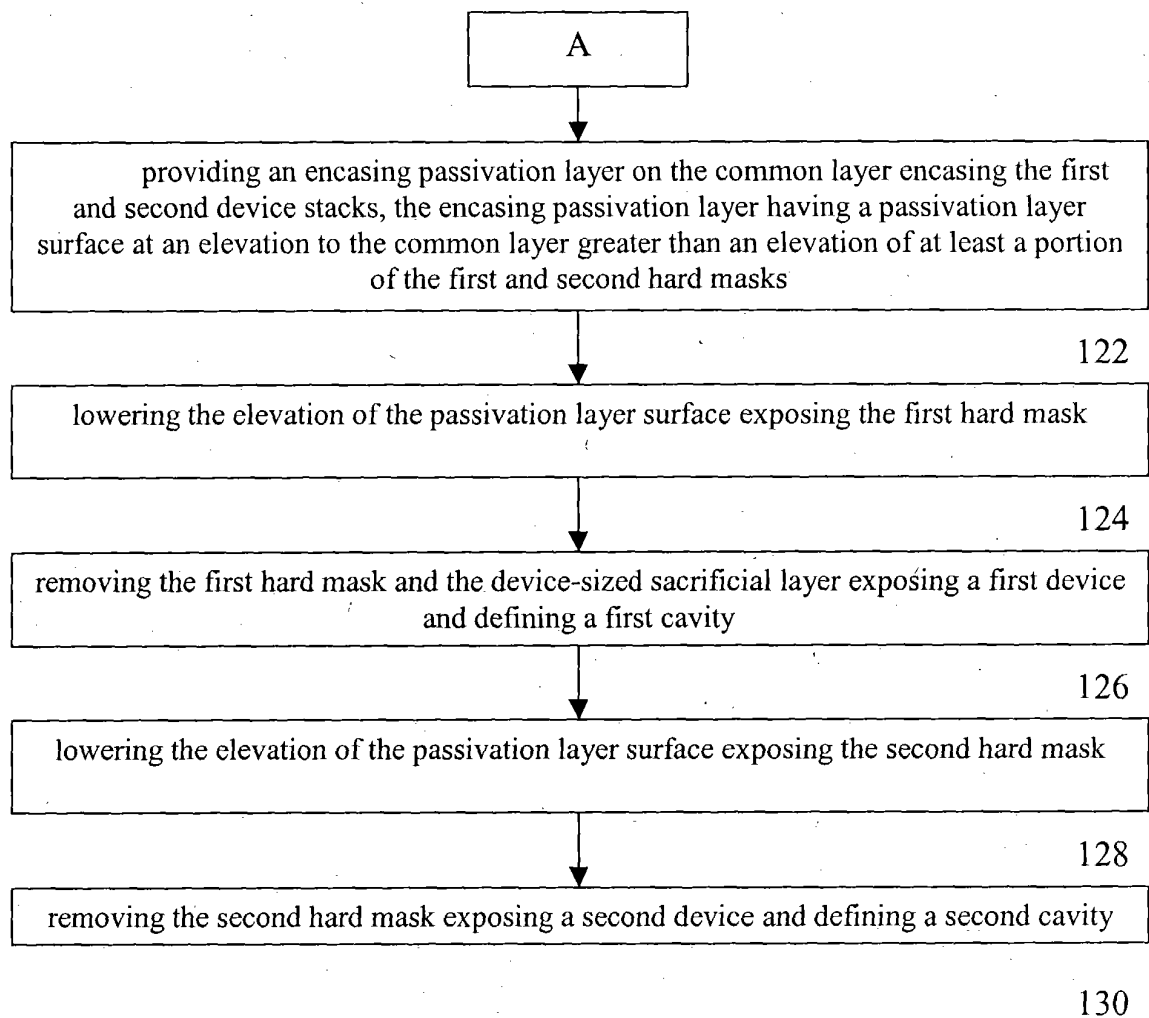 A
providing an encasing passivation layer on the common layer encasing the first
and second device stacks, the encasing passivation layer having a passivation layer
surface at an elevation to the common layer greater than an elevation of at least a portion
of the first and second hard masks
122
lowering the elevation of the passivation layer surface exposing the first hard mask
124
removing the first hard mask and the device-sized sacrificial layer exposing a first device
and defining a first cavity
126
lowering the elevation of the passivation layer surface exposing the second hard mask
128
removing the second hard mask exposing a second device and defining a second cavity
130